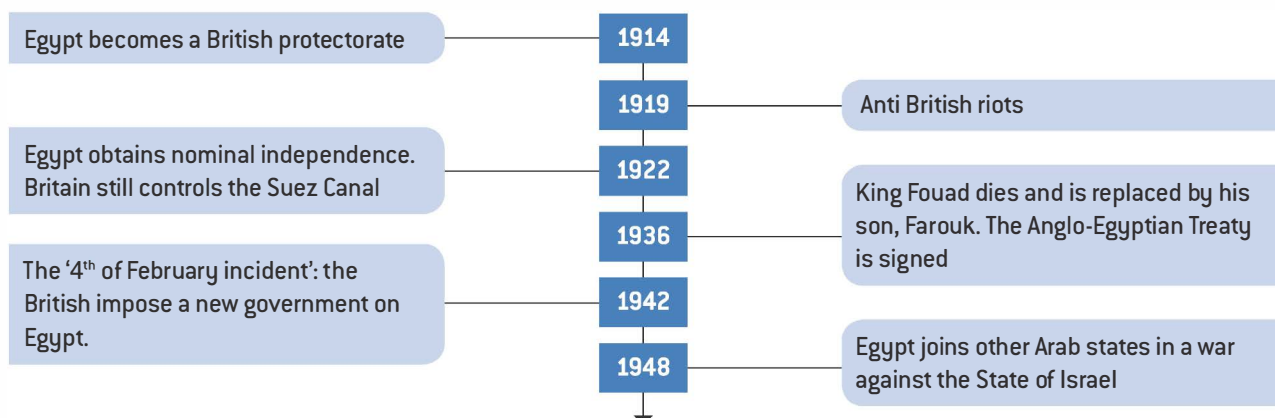 Egypt becomes a British protectorate
1914
1919
Anti British riots
Egypt obtains nominal independence.
Britain still controls the Suez Canal
1922
1936
King Fouad dies and is replaced by his
son, Farouk. The Anglo-Egyptian Treaty
is signed
The ‘4th of February incident’: the
British impose a new government on
Egypt.
1942
1948
Egypt joins other Arab states in a war
against the State of Israel